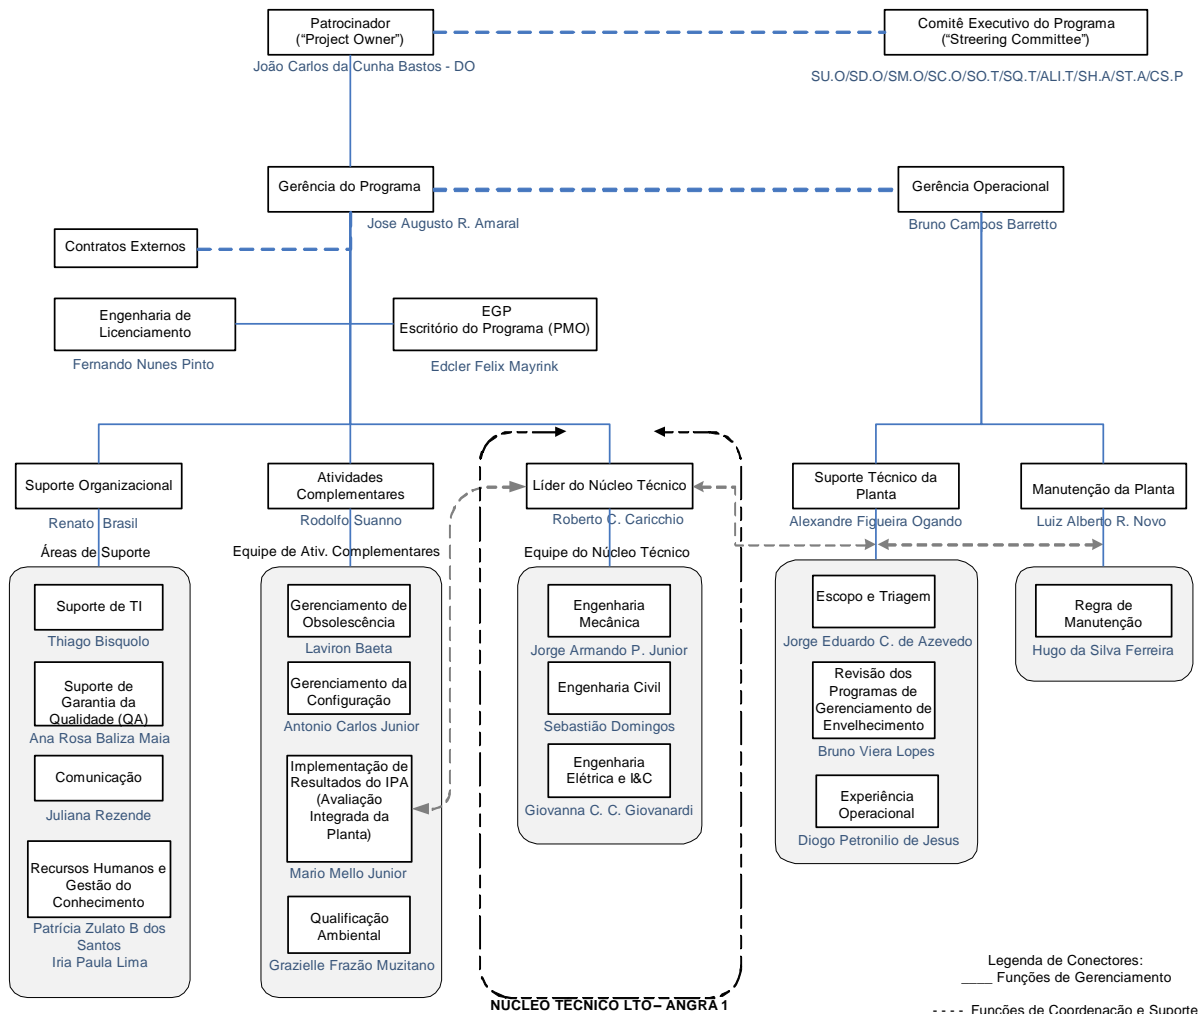 Patrocinador
(“Project Owner”)
João Carlos da Cunha Bastos - DO
Comitê Executivo do Programa
(“Streering Committee”)
SU.O/SD.O/SM.O/SC.O/SO.T/SQ.T/ALI.T/SH.A/ST.A/CS.P
Gerência do Programa
Jose Augusto R. Amaral
Gerência Operacional
Bruno Campos Barretto
Contratos Externos
Engenharia de
Licenciamento
Fernando Nunes Pinto
EGP
Escritório do Programa (PMO)
Edcler Felix Mayrink
Suporte Organizacional
Renato Brasil
Áreas de Suporte
Suporte de TI
Thiago Bisquolo
Suporte de
Garantia da
Qualidade (QA)
Ana Rosa Baliza Maia
Comunicação
Juliana Rezende
Recursos Humanos e
Gestão do
Conhecimento
Patrícia Zulato B dos
Santos
Iria Paula Lima
Atividades
Complementares
Rodolfo Suanno
Equipe de Ativ. Complementares
Gerenciamento de
Obsolescência
Laviron Baeta
Gerenciamento da
Configuração
Antonio Carlos Junior
Implementação de
Resultados do IPA
(Avaliação
Integrada da
Planta)
Mario Mello Junior
Qualificação
Ambiental
Grazielle Frazão Muzitano
Líder do Núcleo Técnico
Roberto C. Caricchio
Equipe do Núcleo Técnico
Engenharia
Mecânica
Jorge Armando P. Junior
Engenharia Civil
Sebastião Domingos
Engenharia
Elétrica e I&C
Giovanna C. C. Giovanardi
NÚCLEO TÉCNICO LTO – ANGRA 1
Suporte Técnico da
Planta
Alexandre Figueira Ogando
Escopo e Triagem
Jorge Eduardo C. de Azevedo
Revisão dos
Programas de
Gerenciamento de
Envelhecimento
Bruno Viera Lopes
Experiência
Operacional
Diogo Petronilio de Jesus
Manutenção da Planta
Luiz Alberto R. Novo
Regra de
Manutenção
Hugo da Silva Ferreira
Legenda de Conectores:
____ Funções de Gerenciamento
- - - - Funções de Coordenação e Suporte